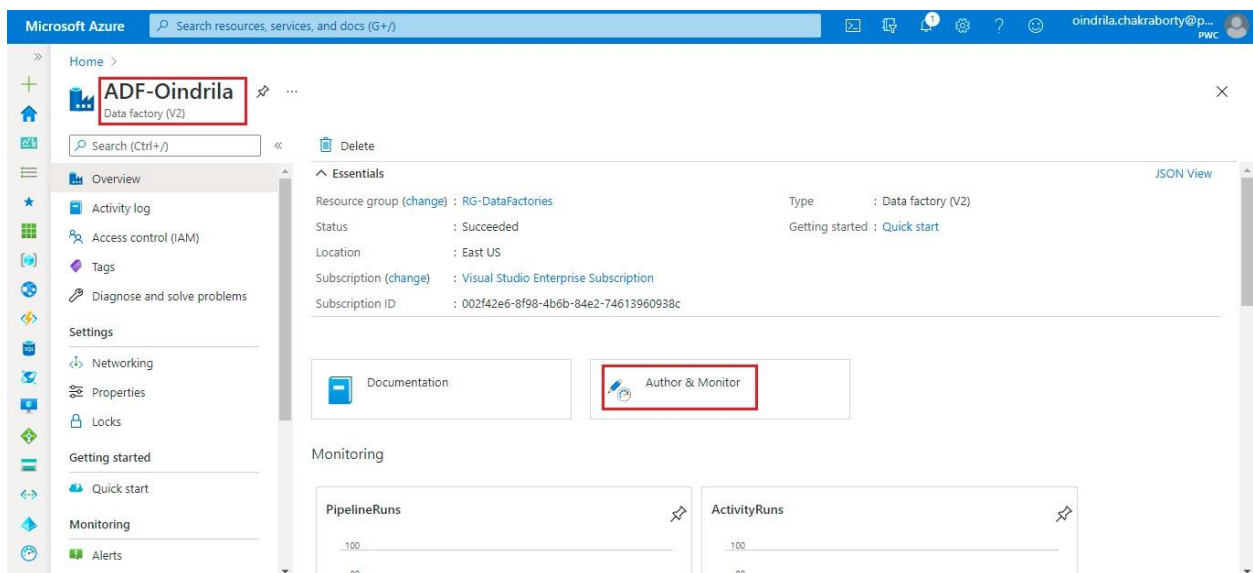 Microsoft Azure
Search resources, services, and docs (G+/)
1
oindrila.chakraborty@p...
PWC
Home >
ADF-Oindrila
Data factory (V2)
Search (Ctrl+/)
Overview
Activity log
Access control (IAM)
Tags
Diagnose and solve problems
Settings
Networking
Properties
Locks
Getting started
Quick start
Monitoring
Alerts
Delete
Essentials
JSON View
Resource group (change) : RG-DataFactories
Status : Succeeded
Location : East US
Subscription (change) : Visual Studio Enterprise Subscription
Subscription ID : 002f42e6-8f98-4b6b-84e2-74613960938c
Type : Data factory (V2)
Getting started : Quick start
Documentation
Author & Monitor
Monitoring
PipelineRuns
100
ActivityRuns
100